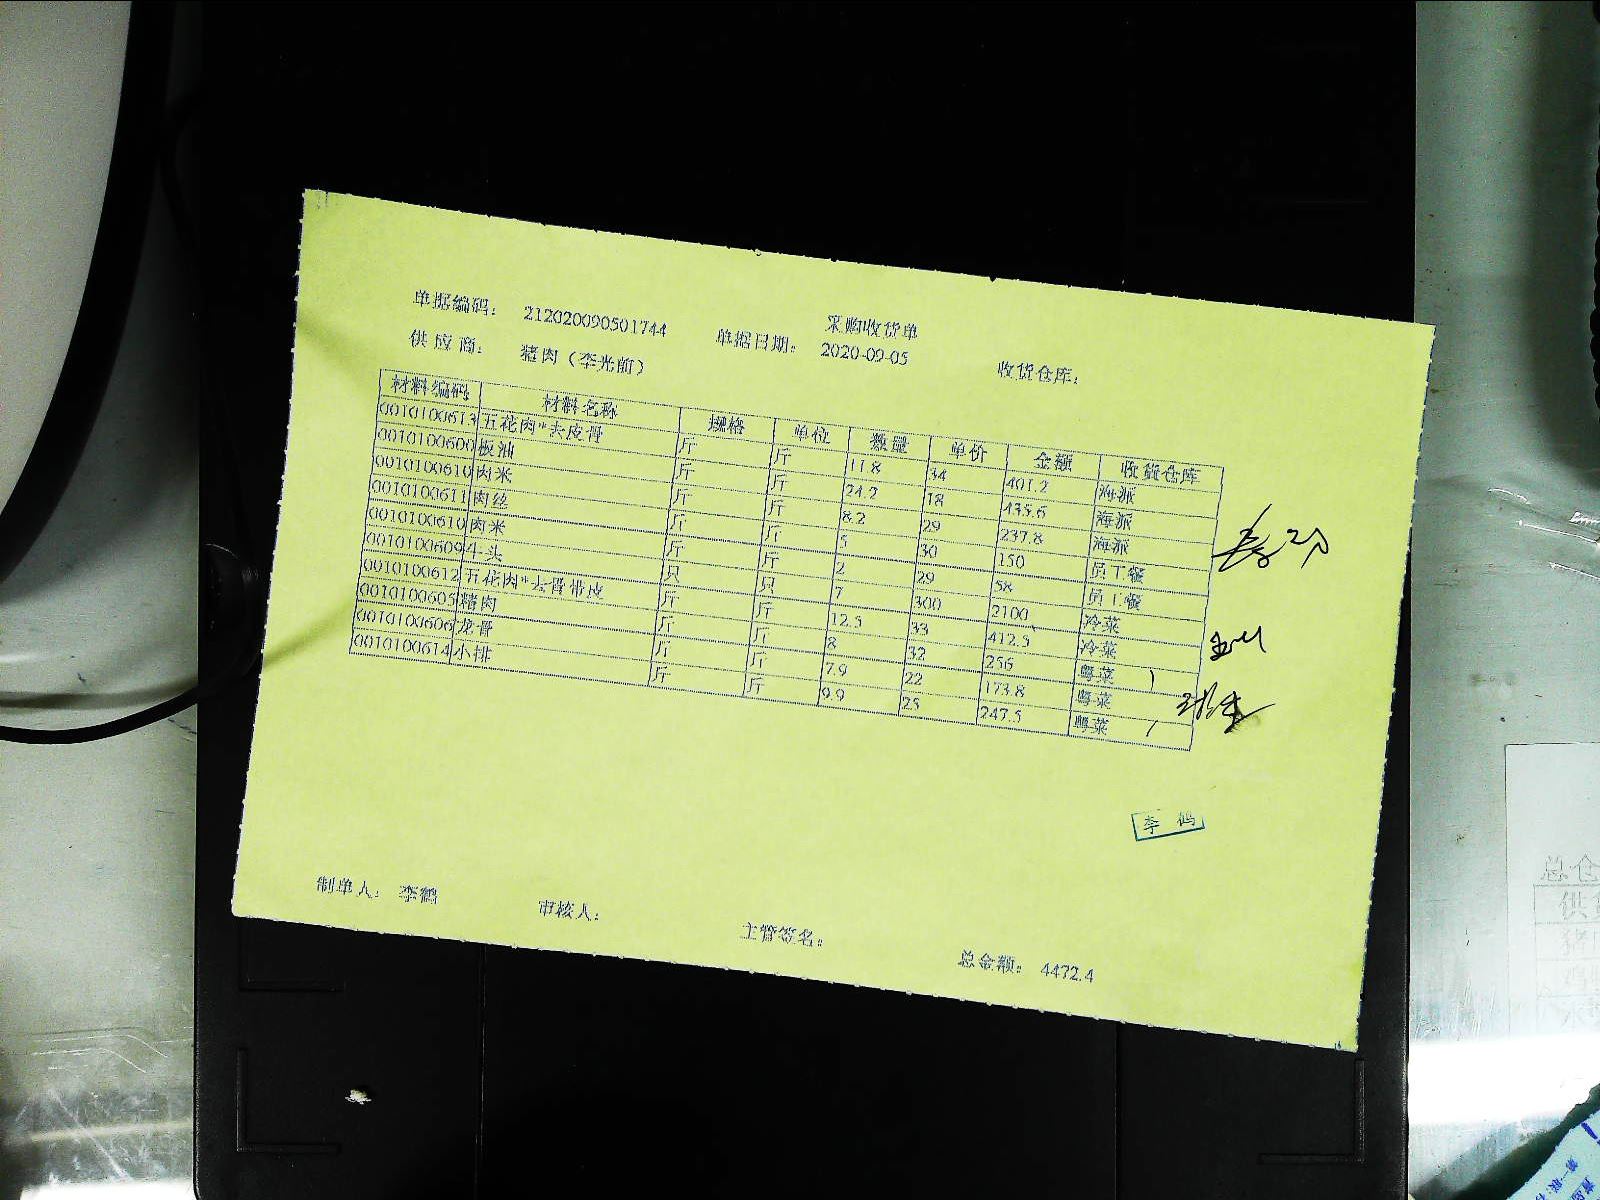 采购收货单
单据编码： 212020090501744 单据日期： 2020-09-05 收货仓库：
供应商： 猪肉（李光前）
材料编码 材料名称 规格 单位 数量 单价 金额 收货仓库
0010100613 五花肉*去皮骨 斤 斤 11.8 34 401.2 海派
0010100600 板油 斤 斤 24.2 18 435.6 海派
0010100610 肉米 斤 斤 8.2 29 237.8 海派
0010100611 肉丝 斤 斤 5 30 150 员工餐
0010100610 肉米 斤 斤 2 29 58 员工餐
0010100609 牛头 只 只 7 300 2100 冷菜
0010100612 五花肉*去骨带皮 斤 斤 12.5 33 412.5 冷菜
0010100605 精肉 斤 斤 8 32 256 粤菜
0010100606 龙骨 斤 斤 7.9 22 173.8 粤菜
0010100614 小排 斤 斤 9.9 25 247.5 粤菜
李鹤
制单人： 李鹤 审核人： 主管签名： 总金额： 4472.4
总仓
供货